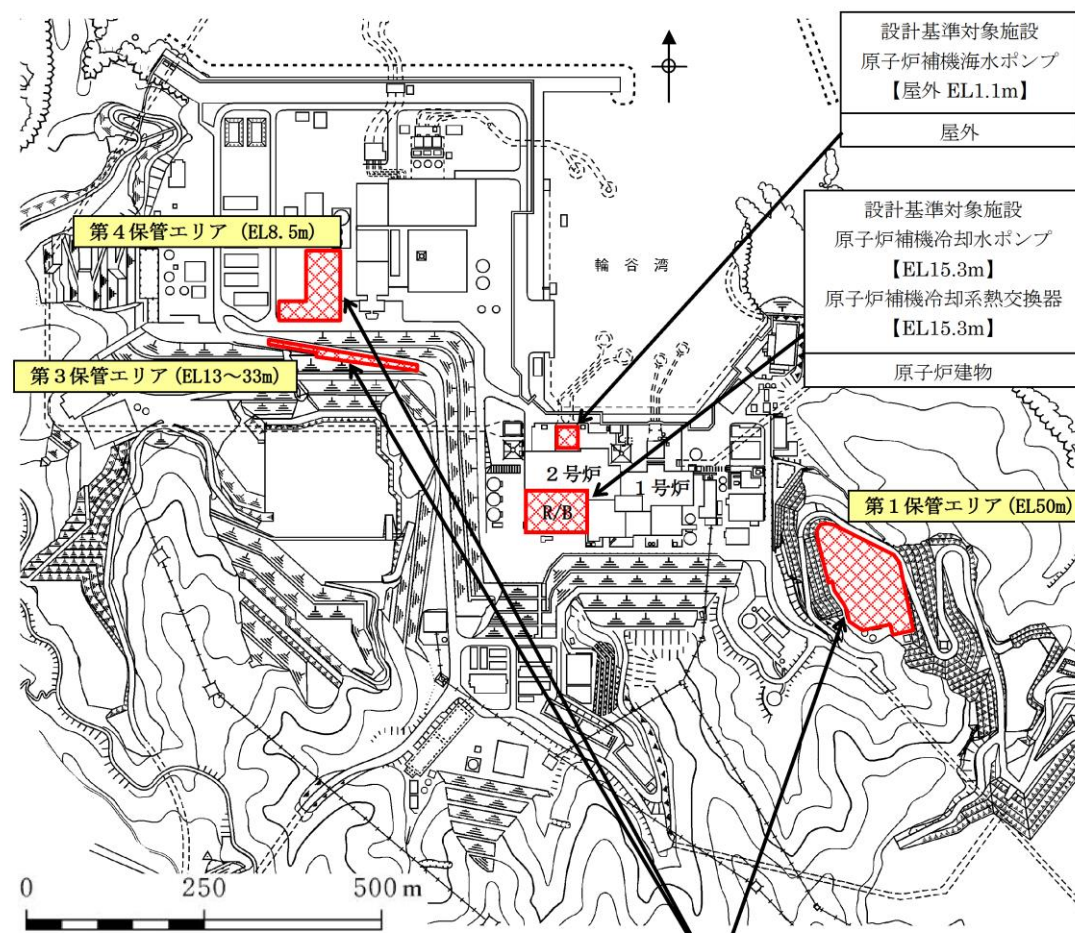 設計基準対象施設
原子炉補機海水ポンプ
【屋外 EL1.1m】
屋外
設計基準対象施設
原子炉補機冷却水ポンプ
【EL15.3m】
原子炉補機冷却系熱交換器
【EL15.3m】
原子炉建物
第４保管エリア (EL8.5m)
輪谷湾
第３保管エリア(EL13～33m)
２号炉
１号炉
R/B
第１保管エリア(EL50m)
0 250 500 m